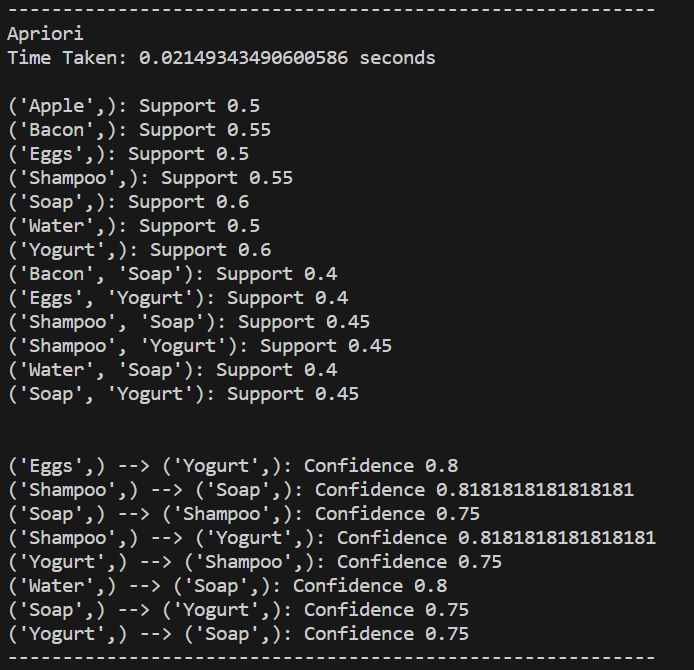 ------------------------------------------------------------
Apriori
Time Taken: 0.02149343490600586 seconds
('Apple',): Support 0.5
('Bacon',): Support 0.55
('Eggs',): Support 0.5
('Shampoo',): Support 0.55
('Soap',): Support 0.6
('Water',): Support 0.5
('Yogurt',): Support 0.6
('Bacon', 'Soap'): Support 0.4
('Eggs', 'Yogurt'): Support 0.4
('Shampoo', 'Soap'): Support 0.45
('Shampoo', 'Yogurt'): Support 0.45
('Water', 'Soap'): Support 0.4
('Soap', 'Yogurt'): Support 0.45
('Eggs',) --> ('Yogurt',): Confidence 0.8
('Shampoo',) --> ('Soap',): Confidence 0.8181818181818181
('Soap',) --> ('Shampoo',): Confidence 0.75
('Shampoo',) --> ('Yogurt',): Confidence 0.8181818181818181
('Yogurt',) --> ('Shampoo',): Confidence 0.75
('Water',) --> ('Soap',): Confidence 0.8
('Soap',) --> ('Yogurt',): Confidence 0.75
('Yogurt',) --> ('Soap',): Confidence 0.75
------------------------------------------------------------